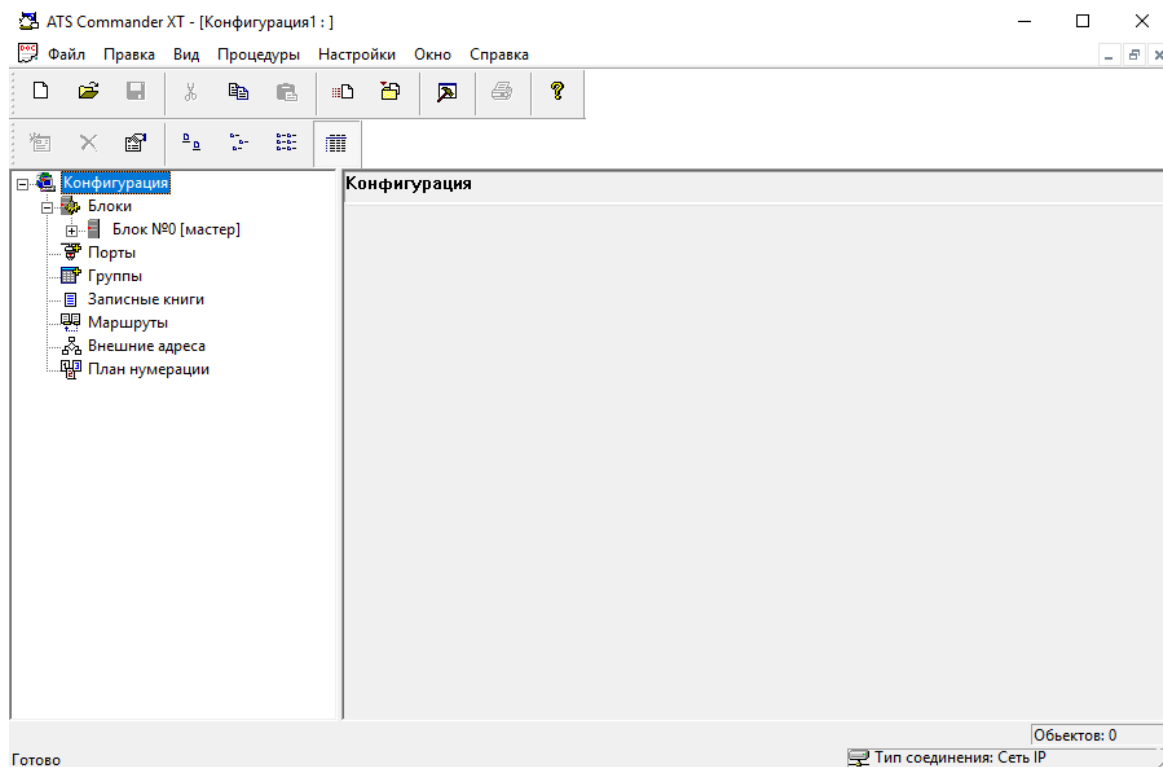 ATS Commander XT - [Конфигурация1 : ]
Файл Правка Вид Процедуры Настройки Окно Справка
Конфигурация
Блоки
Блок №0 [мастер]
Порты
Группы
Записные книги
Маршруты
Внешние адреса
План нумерации
Конфигурация
Обьектов: 0
Готово
Тип соединения: Сеть IP